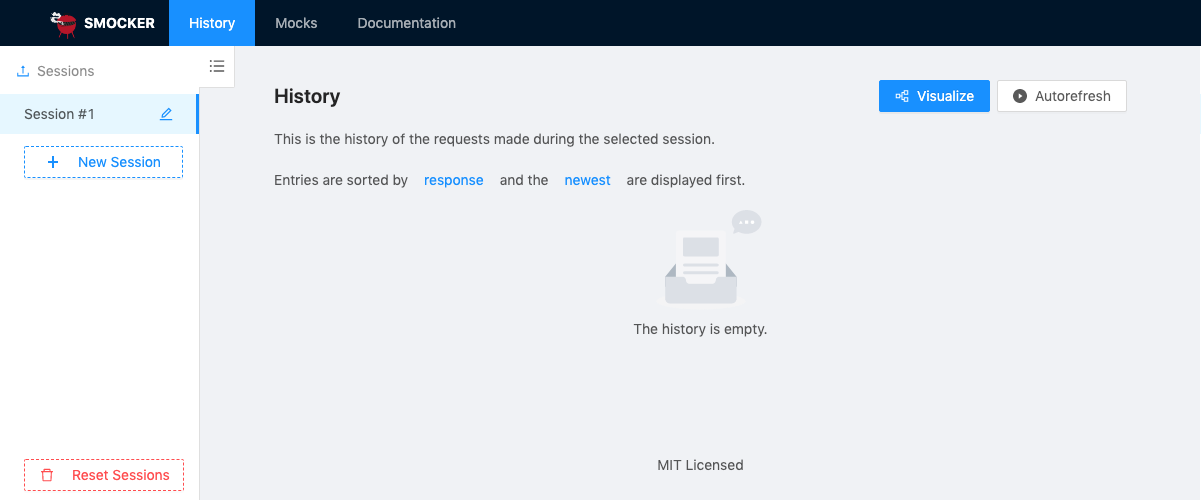 SMOCKER
History
Mocks
Documentation
Sessions
Session #1
New Session
Reset Sessions
History
Visualize
Autorefresh
This is the history of the requests made during the selected session.
Entries are sorted by response and the newest are displayed first.
The history is empty.
MIT Licensed